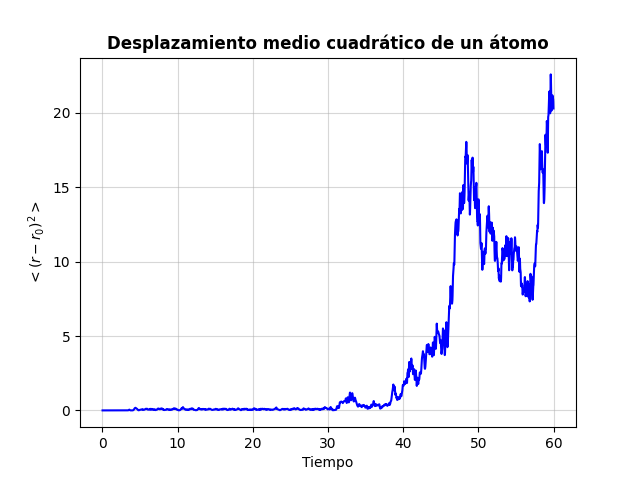 Desplazamiento medio cuadrático de un átomo
< (r − r₀)² >
20
15
10
5
0
0 10 20 30 40 50 60
Tiempo